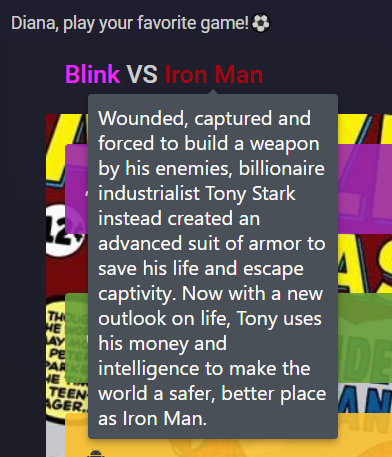 Diana, play your favorite game!⚽
Blink VS Iron Man
Wounded, captured and
forced to build a weapon
by his enemies, billionaire
industrialist Tony Stark
instead created an
advanced suit of armor to
save his life and escape
captivity. Now with a new
outlook on life, Tony uses
his money and
intelligence to make the
world a safer, better place
as Iron Man.
12¢